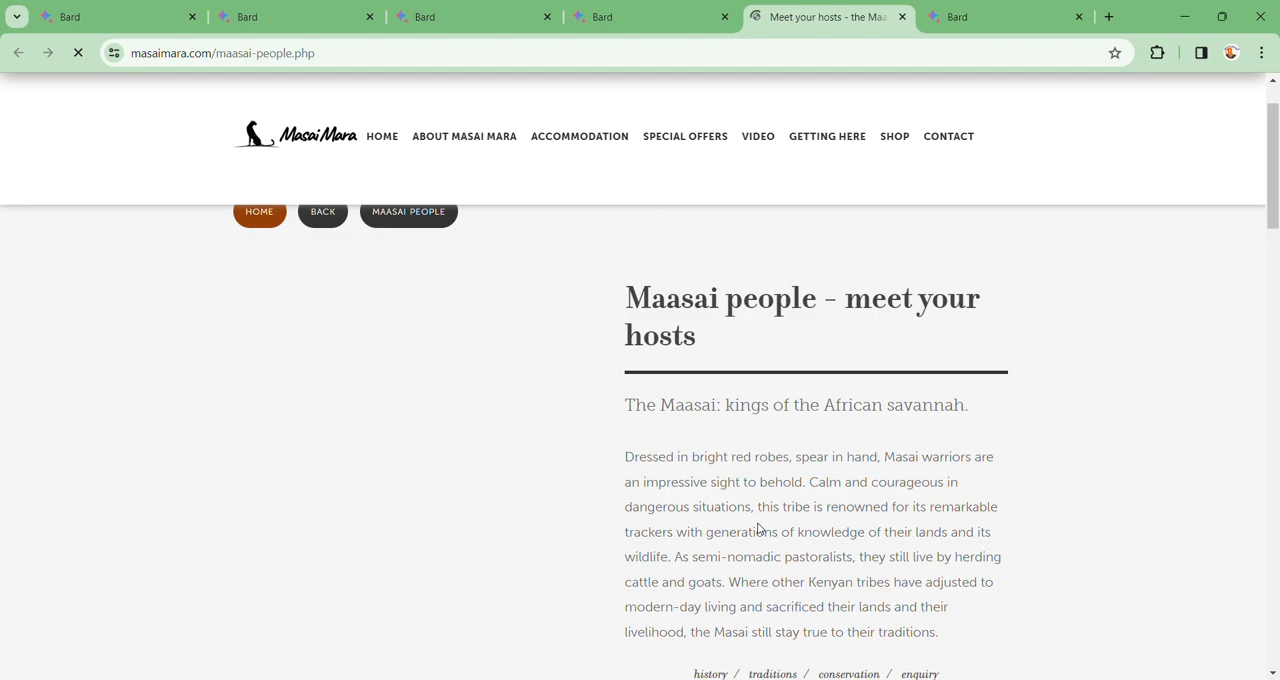 Bard
Bard
Bard
Bard
Meet your hosts - the Maa
Bard
masaimara.com/maasai-people.php
Masai Mara
HOME
ABOUT MASAI MARA
ACCOMMODATION
SPECIAL OFFERS
VIDEO
GETTING HERE
SHOP
CONTACT
HOME
BACK
MAASAI PEOPLE
Maasai people - meet your
hosts
The Maasai: kings of the African savannah.
Dressed in bright red robes, spear in hand, Masai warriors are
an impressive sight to behold. Calm and courageous in
dangerous situations, this tribe is renowned for its remarkable
trackers with generations of knowledge of their lands and its
wildlife. As semi-nomadic pastoralists, they still live by herding
cattle and goats. Where other Kenyan tribes have adjusted to
modern-day living and sacrificed their lands and their
livelihood, the Masai still stay true to their traditions.
history / traditions / conservation / enquiry